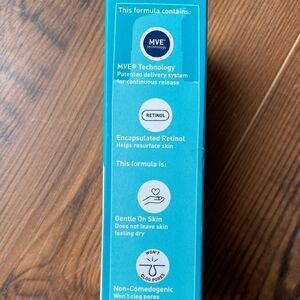 This formula contains:
MVE®
technology
MVE® Technology
Patented delivery system
for continuous release
RETINOL
Encapsulated Retinol
Helps resurface skin
This formula is:
Gentle On Skin
Does not leave skin
feeling dry
WON'T
CLOG PORES
Non-Comedogenic
Won't clog pores